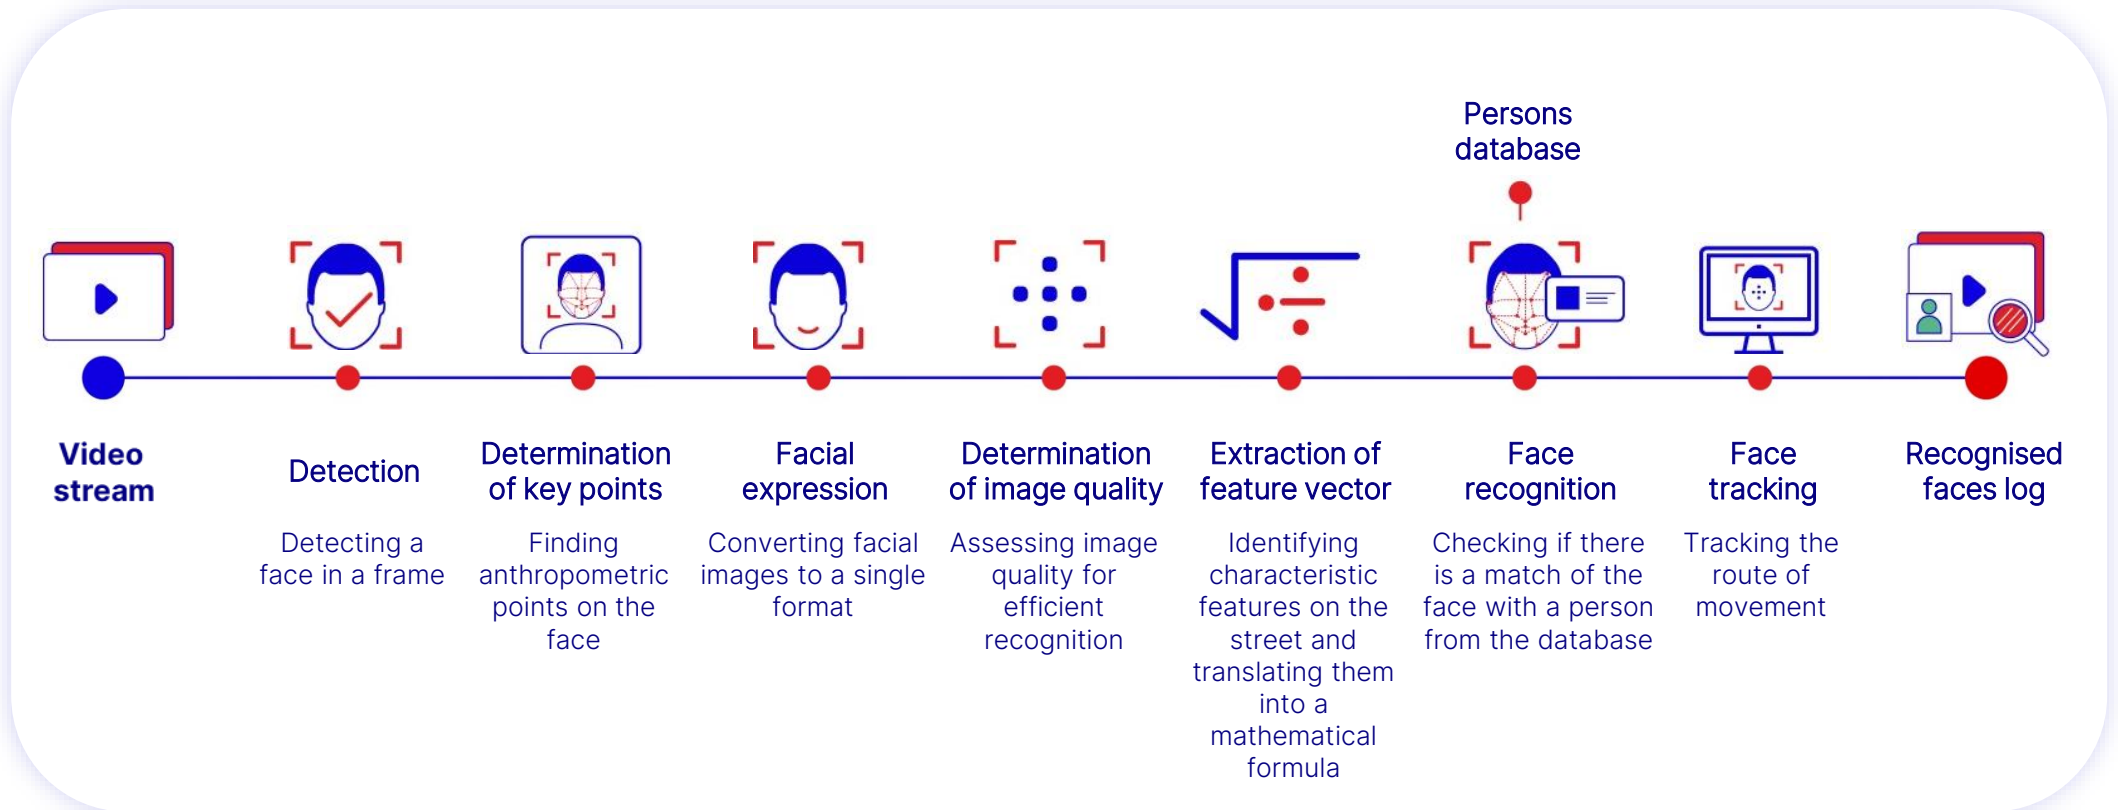 Persons
database
Video
stream
Detection
Detecting a
face in a frame
Determination
of key points
Finding
anthropometric
points on the
face
Facial
expression
Converting facial
images to a single
format
Determination
of image quality
Assessing image
quality for
efficient
recognition
Extraction of
feature vector
Identifying
characteristic
features on the
street and
translating them
into a
mathematical
formula
Face
recognition
Checking if there
is a match of the
face with a person
from the database
Face
tracking
Tracking the
route of
movement
Recognised
faces log